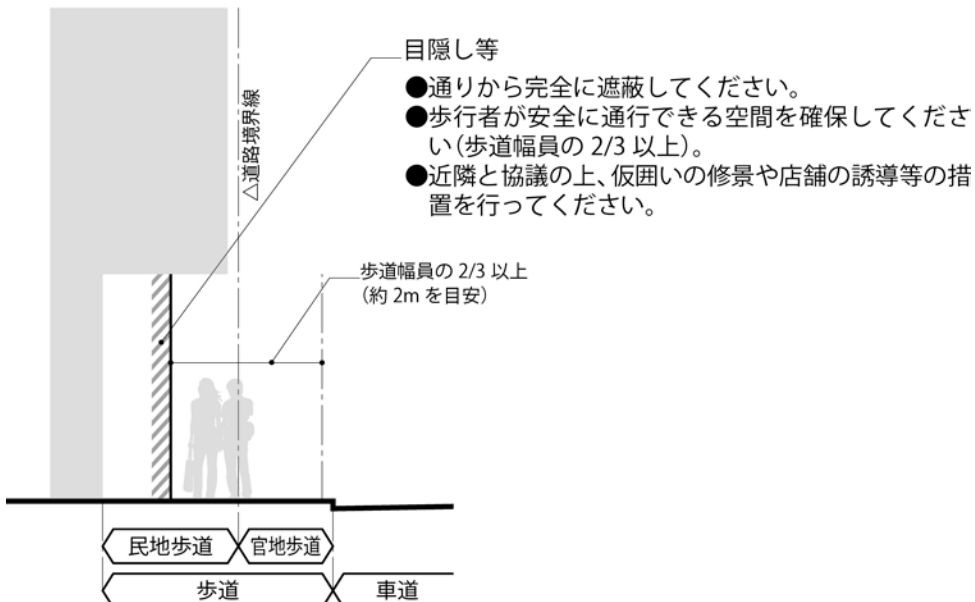 目隠し等
●通りから完全に遮蔽してください。
●歩行者が安全に通行できる空間を確保してくださ
い(歩道幅員の 2/3 以上)。
●近隣と協議の上、仮囲いの修景や店舗の誘導等の措
置を行ってください。
△道路境界線
歩道幅員の 2/3 以上
(約 2m を目安)
民地歩道
官地歩道
歩道
車道